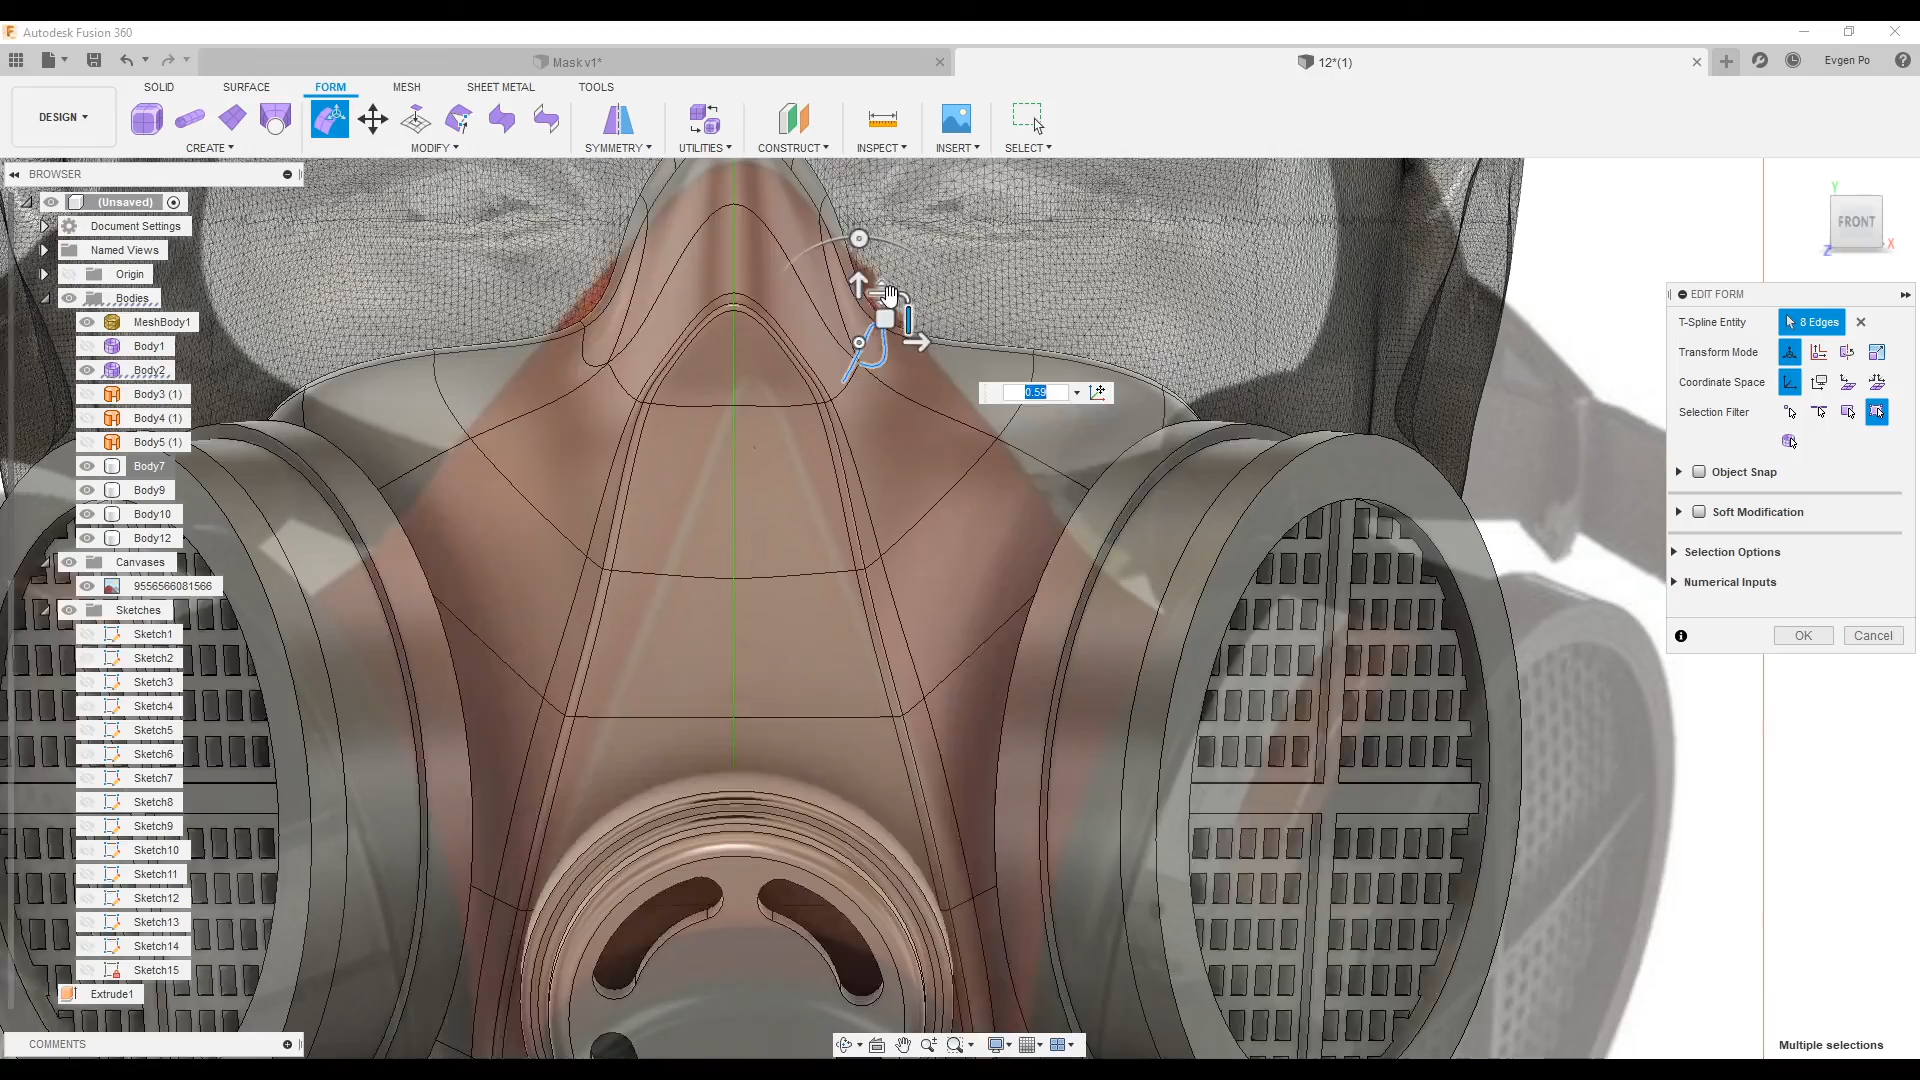 Autodesk Fusion 360
Mask v1*
12*(1)
Evgen Po
SOLID
SURFACE
FORM
MESH
SHEET METAL
TOOLS
DESIGN
CREATE
MODIFY
SYMMETRY
UTILITIES
CONSTRUCT
INSPECT
INSERT
SELECT
BROWSER
(Unsaved)
Document Settings
Named Views
Origin
Bodies
MeshBody1
Body1
Body2
Body3 (1)
Body4 (1)
Body5 (1)
Body7
Body9
Body10
Body12
Canvases
9556566081566
Sketches
Sketch1
Sketch2
Sketch3
Sketch4
Sketch5
Sketch6
Sketch7
Sketch8
Sketch9
Sketch10
Sketch11
Sketch12
Sketch13
Sketch14
Sketch15
Extrude1
COMMENTS
0.59
Y
FRONT
X
Z
EDIT FORM
T-Spline Entity
8 Edges
Transform Mode
Coordinate Space
Selection Filter
Object Snap
Soft Modification
Selection Options
Numerical Inputs
OK
Cancel
Multiple selections